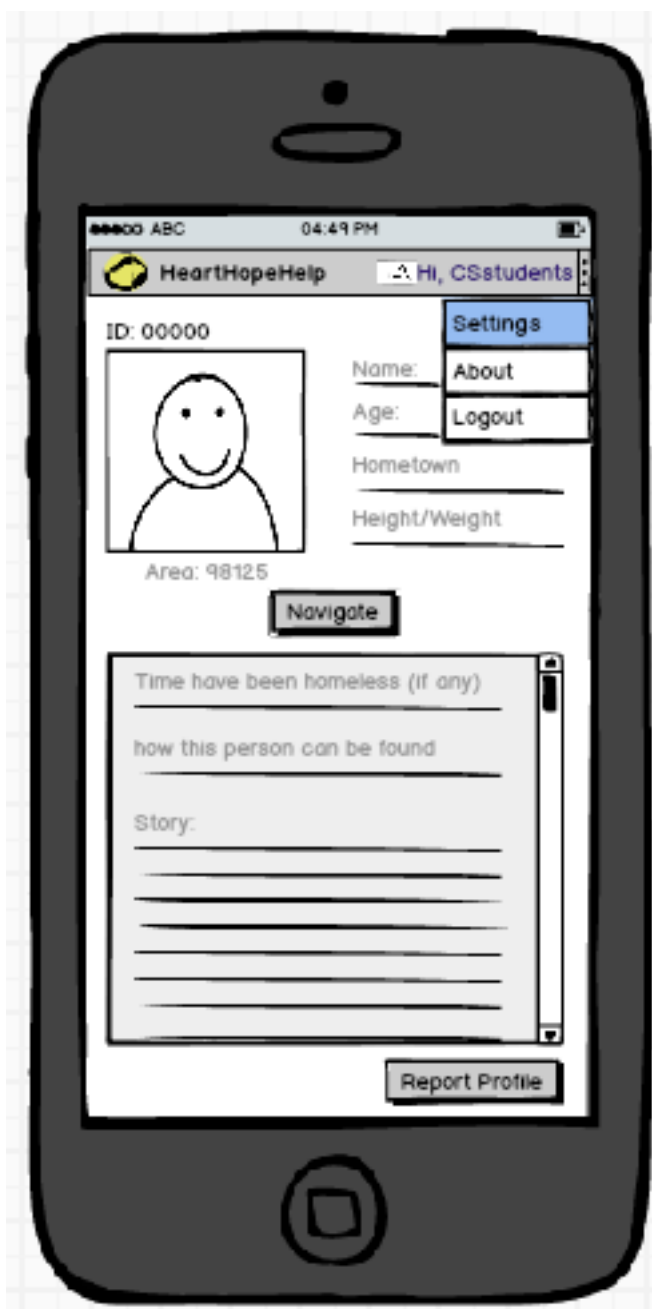 ABC 04:49 PM
HeartHopeHelp Hi, CSstudents
Settings
About
Logout
ID: 00000
Name:
Age:
Hometown
Height/Weight
Area: 98125
Navigate
Time have been homeless (if any)
how this person can be found
Story:
Report Profile